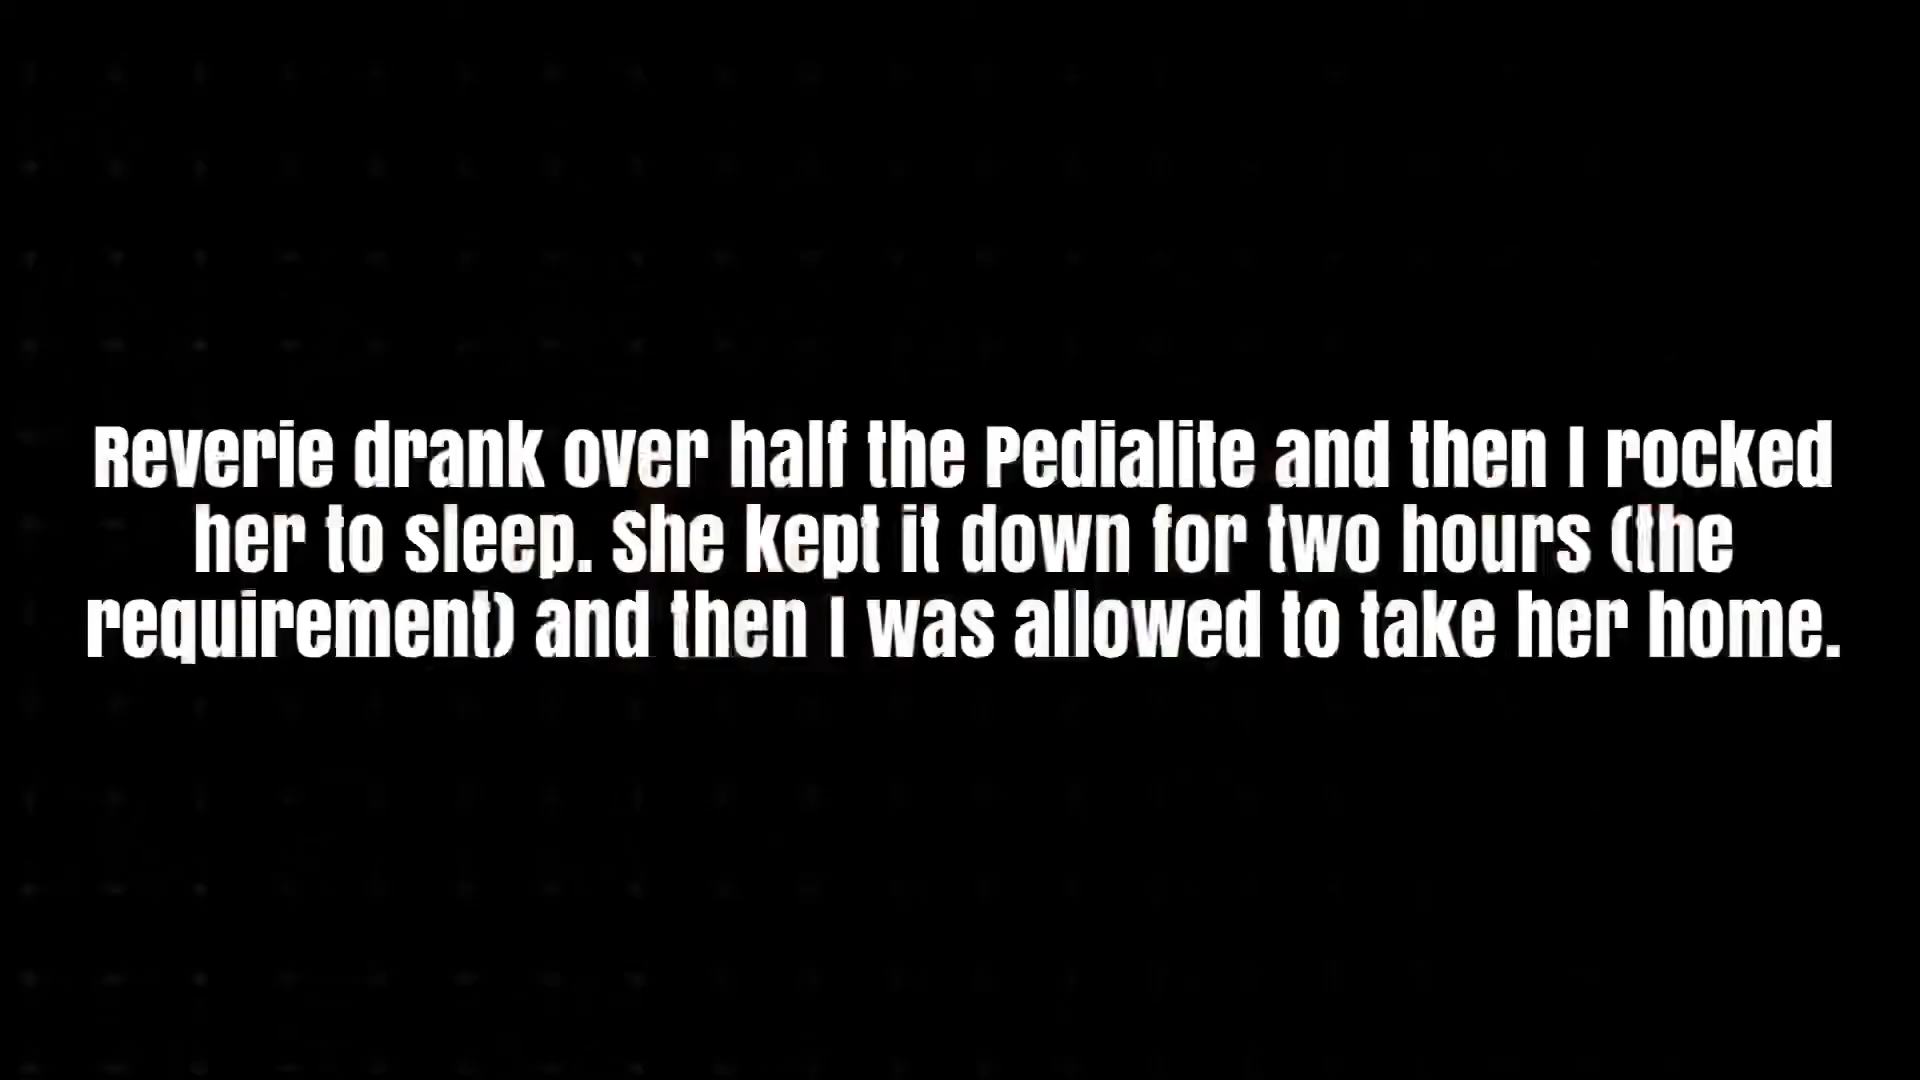 Reverie drank over half the Pedialite and then I rocked
her to sleep. She kept it down for two hours (the
requirement) and then I was allowed to take her home.